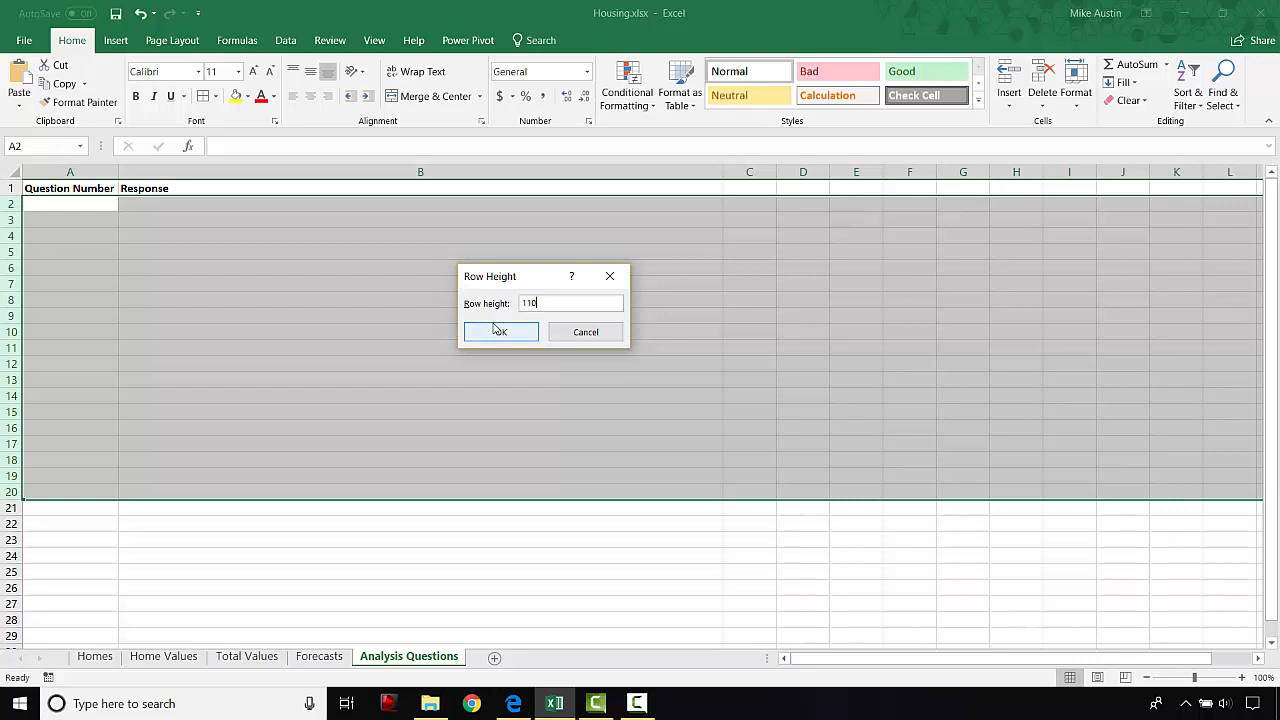 AutoSave Off Housing.xlsx - Excel Mike Austin
File Home Insert Page Layout Formulas Data Review View Help Power Pivot Search Share
Paste Cut Copy Format Painter Clipboard
Calibri 11 A A B I U A Font
Wrap Text Merge & Center Alignment
General $ % , Number
Conditional Formatting Format as Table Normal Bad Good Neutral Calculation Check Cell Styles
Insert Delete Format Cells
AutoSum Fill Clear Sort & Filter Find & Select Editing
A2 fx
A B C D E F G H I J K L
1 Question Number Response
2
3
4
5
6
7
8
9
10
11
12
13
14
15
16
17
18
19
20
21
22
23
24
25
26
27
28
29
Row Height ? 
Row height: 110
OK Cancel
Homes Home Values Total Values Forecasts Analysis Questions
Ready 100%
Type here to search